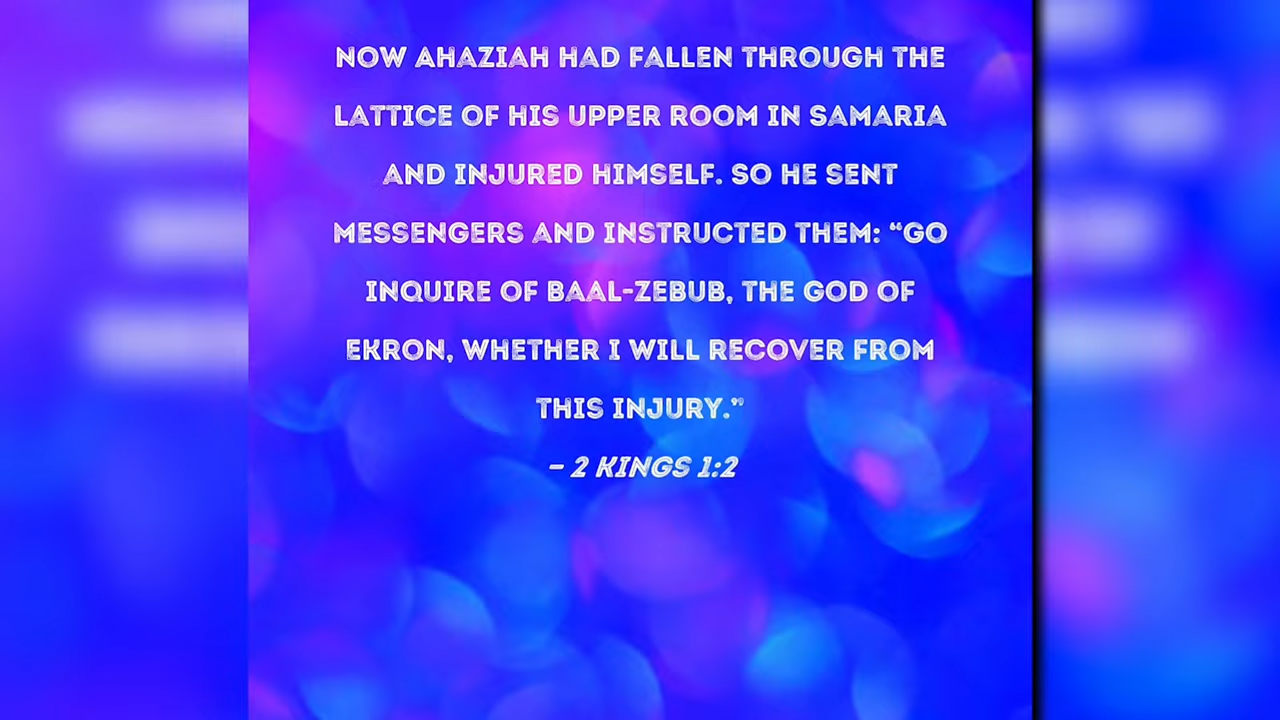 NOW AHAZIAH HAD FALLEN THROUGH THE
LATTICE OF HIS UPPER ROOM IN SAMARIA
AND INJURED HIMSELF. SO HE SENT
MESSENGERS AND INSTRUCTED THEM: “GO
INQUIRE OF BAAL-ZEBUB, THE GOD OF
EKRON, WHETHER I WILL RECOVER FROM
THIS INJURY.”
– 2 KINGS 1:2